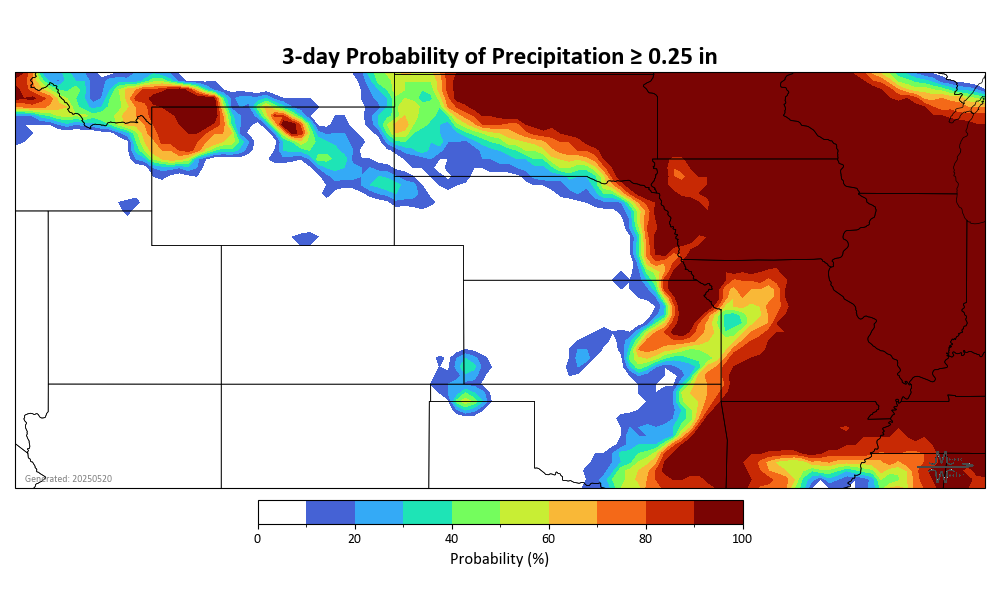 3-day Probability of Precipitation ≥ 0.25 in
Generated: 20250520
0 20 40 60 80 100
Probability (%)